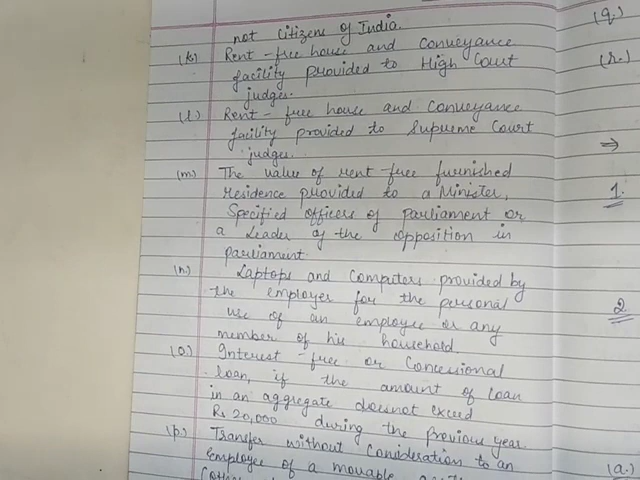 not Citizens of India.
(k) Rent-free house and Conveyance
facility provided to High Court
judges.
(l) Rent-free house and Conveyance
facility provided to Supreme Court
judges.
(m) The value of rent-free furnished
residence provided to a Minister,
Specified officers of parliament or
a Leader of the opposition in
parliament
(n) Laptops and Computers provided by
the employer for the personal
use of an employee or any
member of his household.
(o) Interest-free or Concessional
loan, if the amount of loan
in an aggregate doesnot exceed
Rs 20,000 during the previous year
(p) Transfer without Consideration to an
employee of a movable
(q.)
(r.)
⇒
1.
2
(a.)